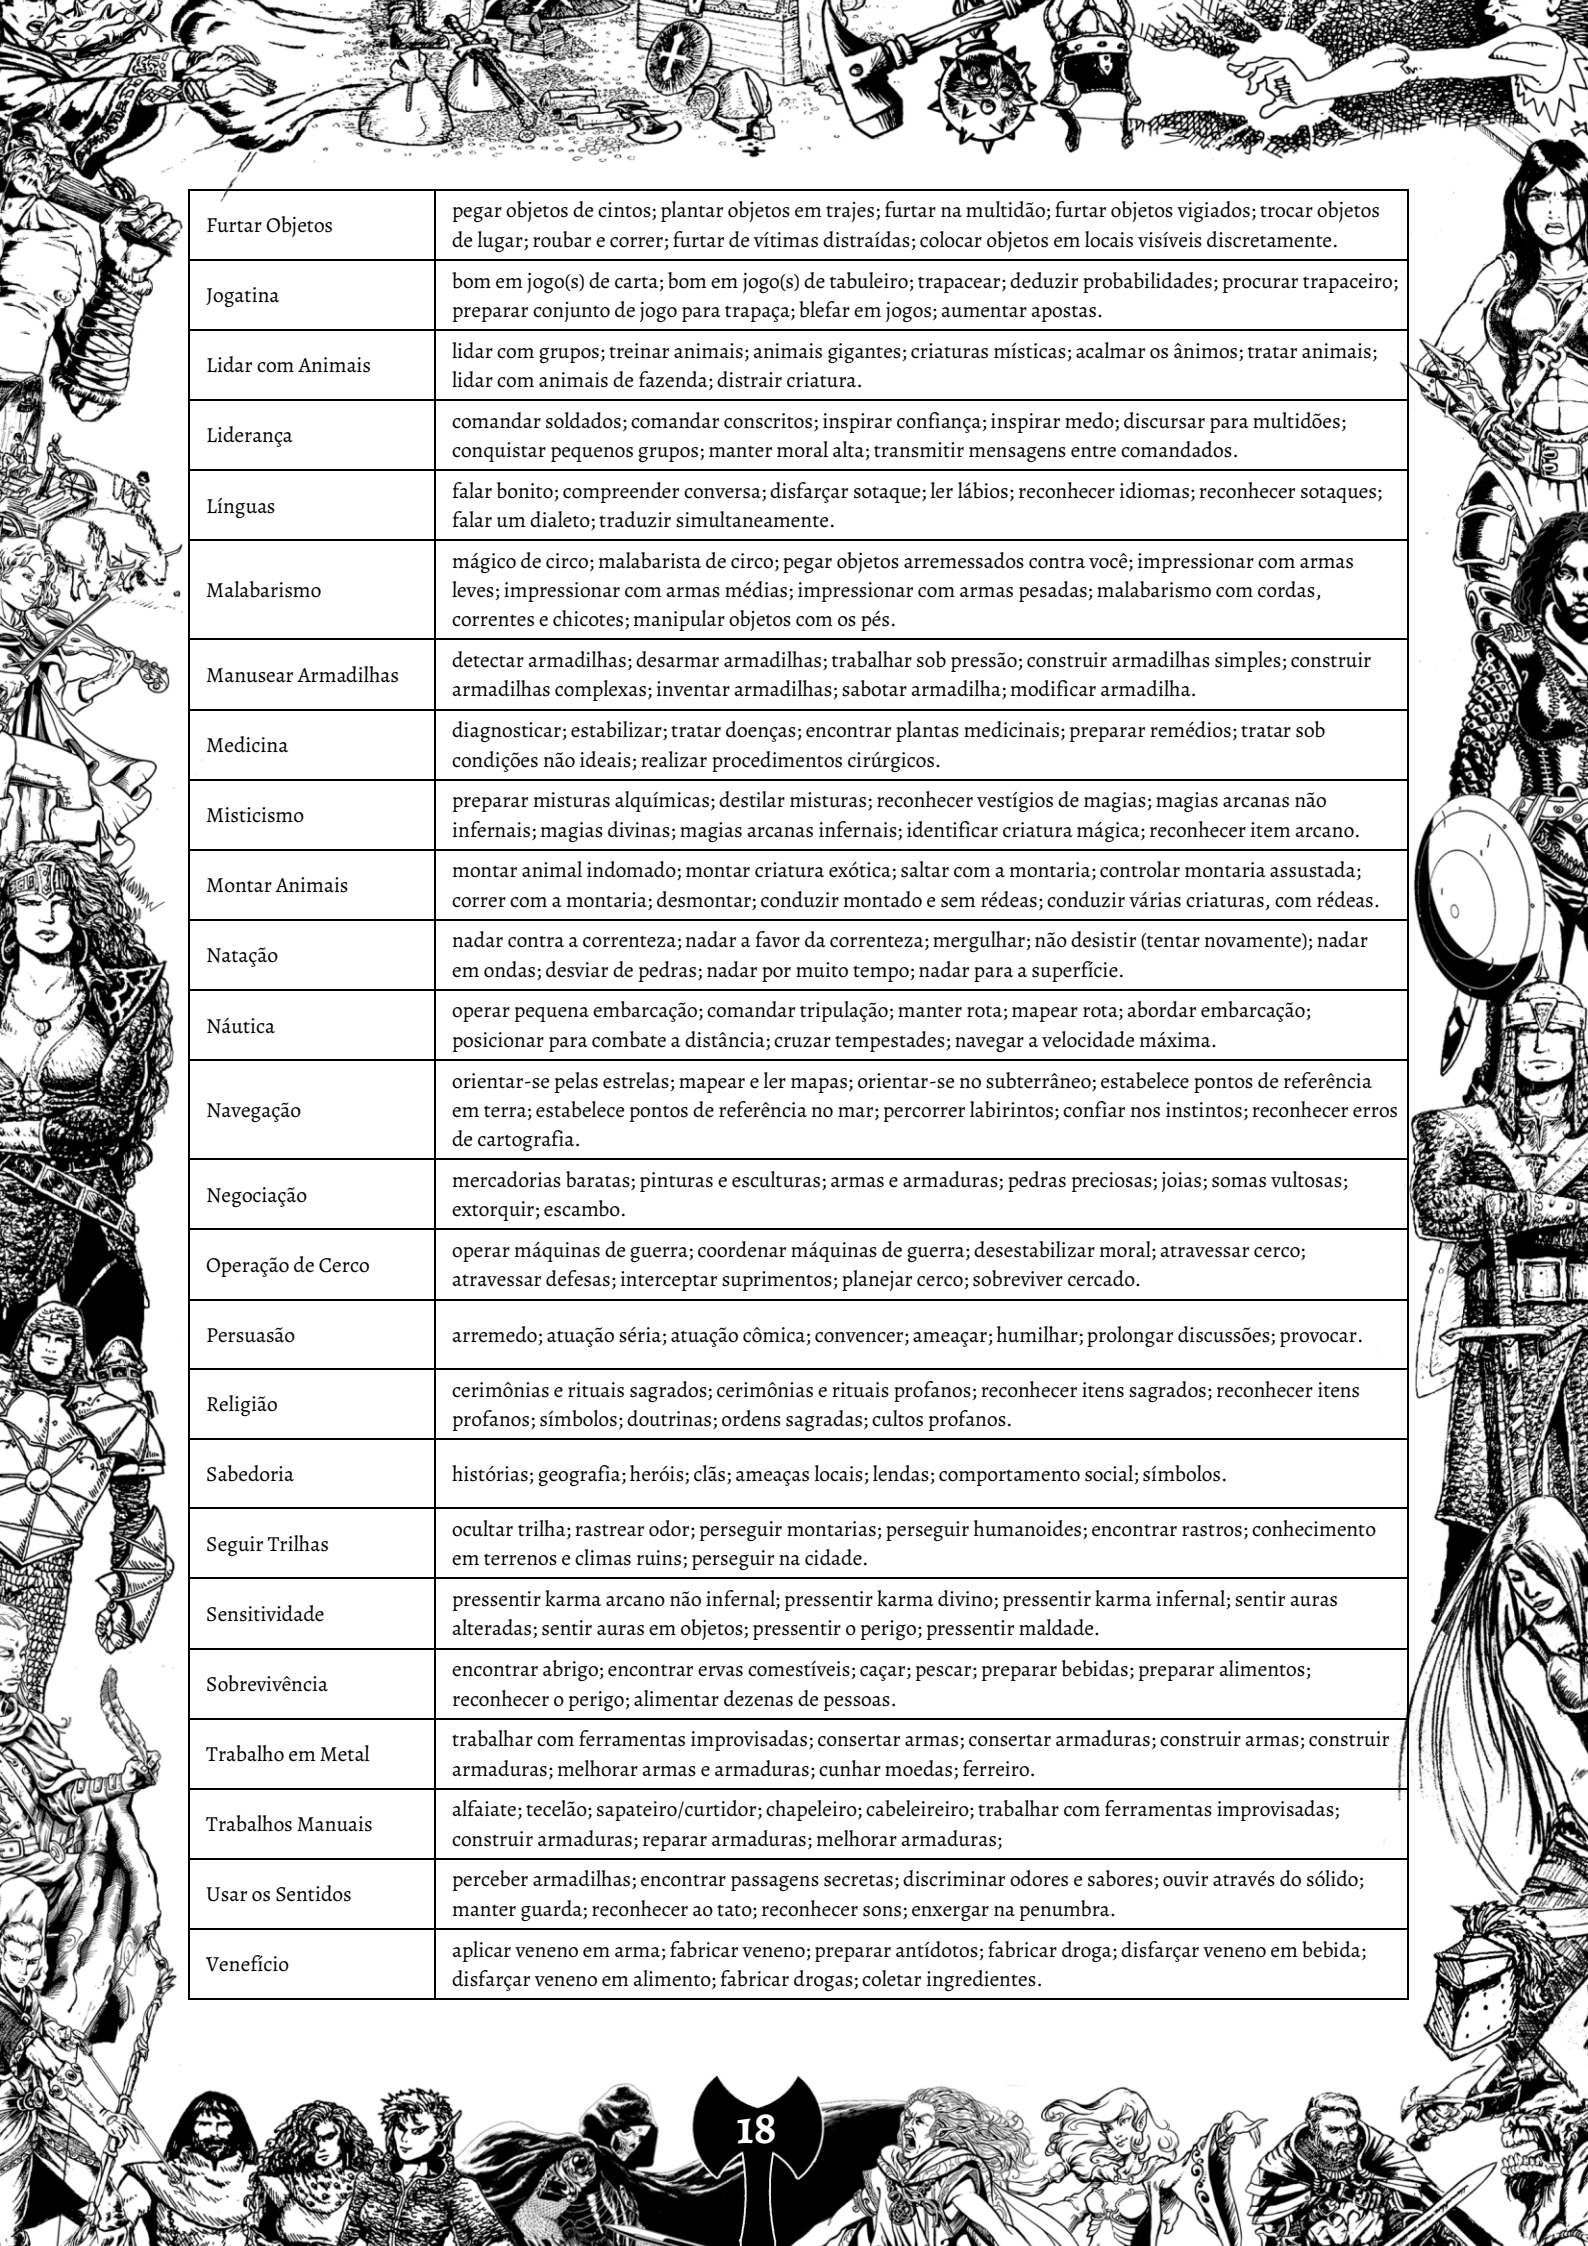 Furtar Objetos
pegar objetos de cintos; plantar objetos em trajes; furtar na multidão; furtar objetos vigiados; trocar objetos
de lugar; roubar e correr; furtar de vítimas distraídas; colocar objetos em locais visíveis discretamente.
Jogatina
bom em jogo(s) de carta; bom em jogo(s) de tabuleiro; trapacear; deduzir probabilidades; procurar trapaceiro;
preparar conjunto de jogo para trapaça; blefar em jogos; aumentar apostas.
Lidar com Animais
lidar com grupos; treinar animais; animais gigantes; criaturas místicas; acalmar os ânimos; tratar animais;
lidar com animais de fazenda; distrair criatura.
Liderança
comandar soldados; comandar conscritos; inspirar confiança; inspirar medo; discursar para multidões;
conquistar pequenos grupos; manter moral alta; transmitir mensagens entre comandados.
Línguas
falar bonito; compreender conversa; disfarçar sotaque; ler lábios; reconhecer idiomas; reconhecer sotaques;
falar um dialeto; traduzir simultaneamente.
Malabarismo
mágico de circo; malabarista de circo; pegar objetos arremessados contra você; impressionar com armas
leves; impressionar com armas médias; impressionar com armas pesadas; malabarismo com cordas,
correntes e chicotes; manipular objetos com os pés.
Manusear Armadilhas
detectar armadilhas; desarmar armadilhas; trabalhar sob pressão; construir armadilhas simples; construir
armadilhas complexas; inventar armadilhas; sabotar armadilha; modificar armadilha.
Medicina
diagnosticar; estabilizar; tratar doenças; encontrar plantas medicinais; preparar remédios; tratar sob
condições não ideais; realizar procedimentos cirúrgicos.
Misticismo
preparar misturas alquímicas; destilar misturas; reconhecer vestígios de magias; magias arcanas não
infernais; magias divinas; magias arcanas infernais; identificar criatura mágica; reconhecer item arcano.
Montar Animais
montar animal indomado; montar criatura exótica; saltar com a montaria; controlar montaria assustada;
correr com a montaria; desmontar; conduzir montado e sem rédeas; conduzir várias criaturas, com rédeas.
Natação
nadar contra a correnteza; nadar a favor da correnteza; mergulhar; não desistir (tentar novamente); nadar
em ondas; desviar de pedras; nadar por muito tempo; nadar para a superfície.
Náutica
operar pequena embarcação; comandar tripulação; manter rota; mapear rota; abordar embarcação;
posicionar para combate a distância; cruzar tempestades; navegar a velocidade máxima.
Navegação
orientar-se pelas estrelas; mapear e ler mapas; orientar-se no subterrâneo; estabelece pontos de referência
em terra; estabelece pontos de referência no mar; percorrer labirintos; confiar nos instintos; reconhecer erros
de cartografia.
Negociação
mercadorias baratas; pinturas e esculturas; armas e armaduras; pedras preciosas; joias; somas vultosas;
extorquir; escambo.
Operação de Cerco
operar máquinas de guerra; coordenar máquinas de guerra; desestabilizar moral; atravessar cerco;
atravessar defesas; interceptar suprimentos; planejar cerco; sobreviver cercado.
Persuasão
arremedo; atuação séria; atuação cômica; convencer; ameaçar; humilhar; prolongar discussões; provocar.
Religião
cerimônias e rituais sagrados; cerimônias e rituais profanos; reconhecer itens sagrados; reconhecer itens
profanos; símbolos; doutrinas; ordens sagradas; cultos profanos.
Sabedoria
histórias; geografia; heróis; clãs; ameaças locais; lendas; comportamento social; símbolos.
Seguir Trilhas
ocultar trilha; rastrear odor; perseguir montarias; perseguir humanoides; encontrar rastros; conhecimento
em terrenos e climas ruins; perseguir na cidade.
Sensitividade
pressentir karma arcano não infernal; pressentir karma divino; pressentir karma infernal; sentir auras
alteradas; sentir auras em objetos; pressentir o perigo; pressentir maldade.
Sobrevivência
encontrar abrigo; encontrar ervas comestíveis; caçar; pescar; preparar bebidas; preparar alimentos;
reconhecer o perigo; alimentar dezenas de pessoas.
Trabalho em Metal
trabalhar com ferramentas improvisadas; consertar armas; consertar armaduras; construir armas; construir
armaduras; melhorar armas e armaduras; cunhar moedas; ferreiro.
Trabalhos Manuais
alfaiate; tecelão; sapateiro/curtidor; chapeleiro; cabeleireiro; trabalhar com ferramentas improvisadas;
construir armaduras; reparar armaduras; melhorar armaduras;
Usar os Sentidos
perceber armadilhas; encontrar passagens secretas; discriminar odores e sabores; ouvir através do sólido;
manter guarda; reconhecer ao tato; reconhecer sons; enxergar na penumbra.
Venefício
aplicar veneno em arma; fabricar veneno; preparar antídotos; fabricar droga; disfarçar veneno em bebida;
disfarçar veneno em alimento; fabricar drogas; coletar ingredientes.
18